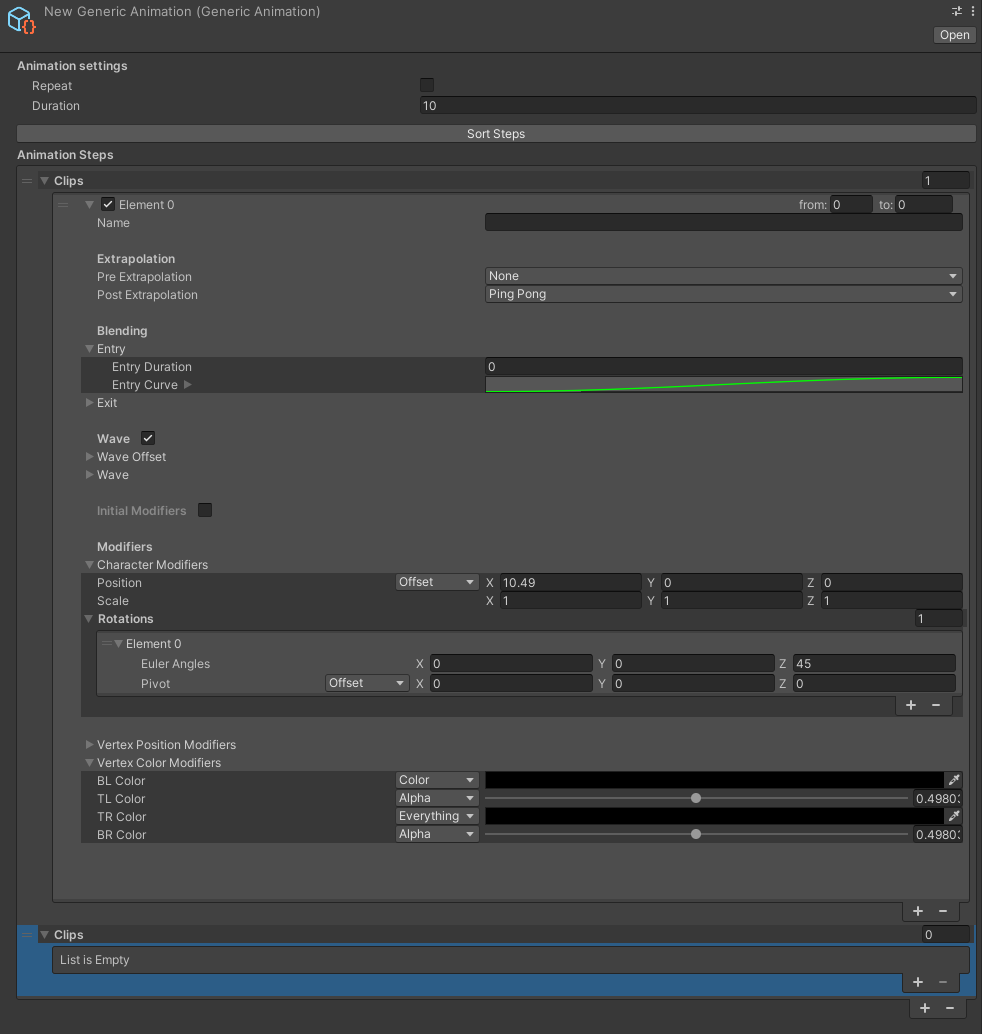 New Generic Animation (Generic Animation)
Open
Animation settings
Repeat
Duration 10
Sort Steps
Animation Steps
Clips 1
Element 0 from: 0 to: 0
Name
Extrapolation
Pre Extrapolation None
Post Extrapolation Ping Pong
Blending
Entry
Entry Duration 0
Entry Curve
Exit
Wave
Wave Offset
Wave
Initial Modifiers
Modifiers
Character Modifiers
Position Offset X 10.49 Y 0 Z 0
Scale X 1 Y 1 Z 1
Rotations 1
Element 0
Euler Angles X 0 Y 0 Z 45
Pivot Offset X 0 Y 0 Z 0
+ −
Vertex Position Modifiers
Vertex Color Modifiers
BL Color Color
TL Color Alpha 0.4980
TR Color Everything
BR Color Alpha 0.4980
+ −
Clips 0
List is Empty
+ −
+ −